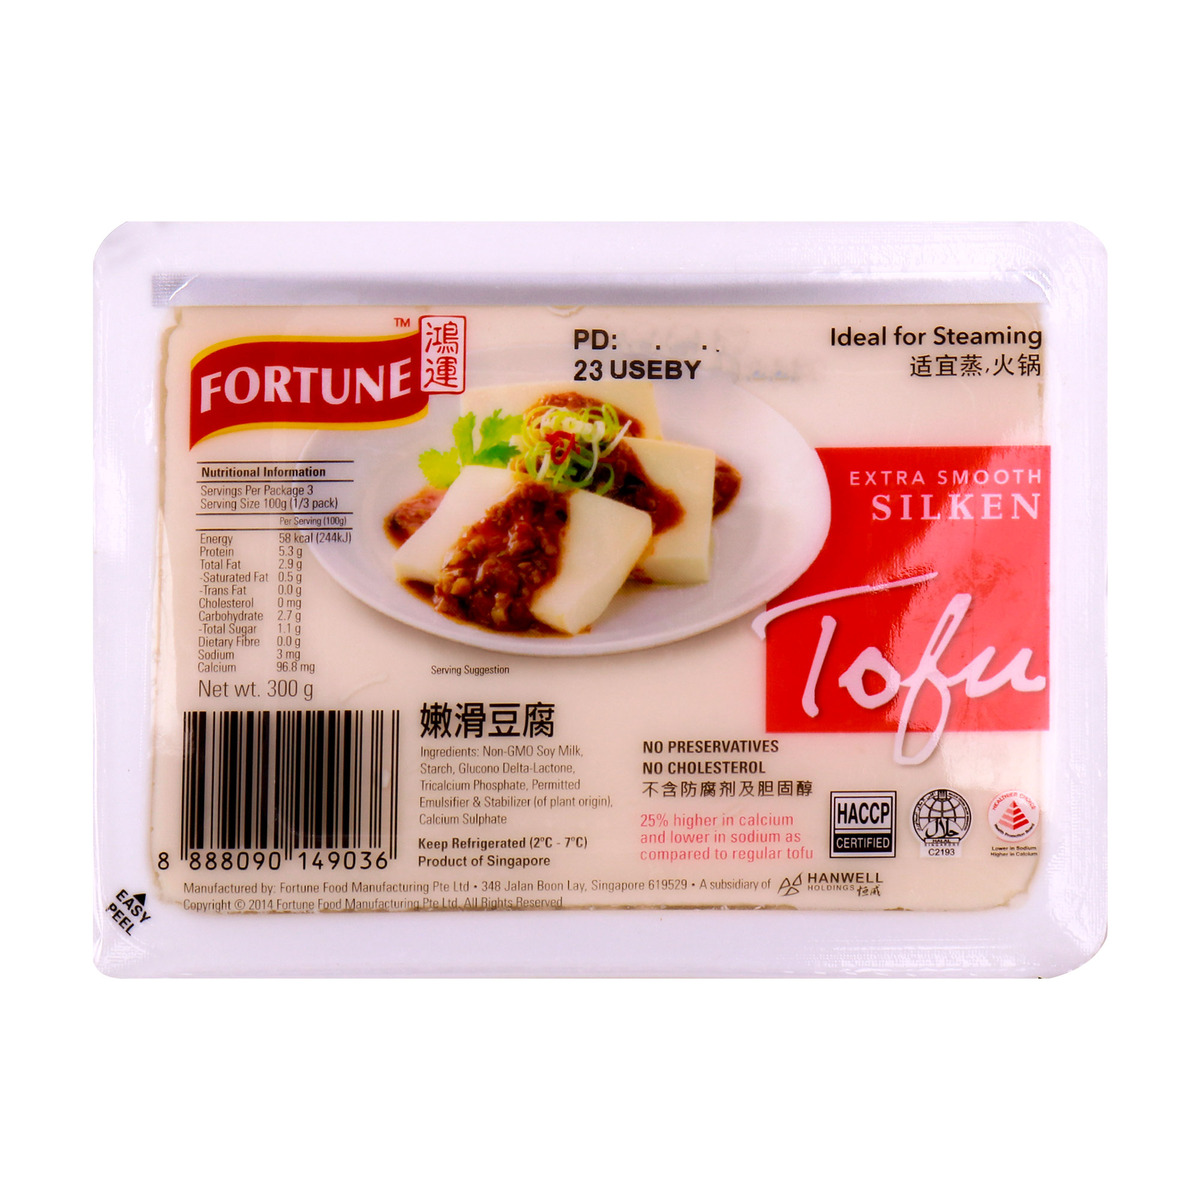 FORTUNE
TM
鴻
運
PD: . . .
23 USEBY
Ideal for Steaming
适宜蒸,火锅
EXTRA SMOOTH
SILKEN
Tofu
Nutritional Information
Servings Per Package 3
Serving Size 100g (1/3 pack)
Per Serving (100g)
Energy 58 kcal (244kJ)
Protein 5.3 g
Total Fat 2.9 g
-Saturated Fat 0.5 g
-Trans Fat 0.0 g
Cholesterol 0 mg
Carbohydrate 2.7 g
-Total Sugar 1.1 g
Dietary Fibre 0.0 g
Sodium 3 mg
Calcium 96.8 mg
Net wt. 300 g
Serving Suggestion
嫩滑豆腐
Ingredients: Non-GMO Soy Milk,
Starch, Glucono Delta-Lactone,
Tricalcium Phosphate, Permitted
Emulsifier & Stabilizer (of plant origin),
Calcium Sulphate
Keep Refrigerated (2°C - 7°C)
Product of Singapore
NO PRESERVATIVES
NO CHOLESTEROL
不含防腐剂及胆固醇
25% higher in calcium
and lower in sodium as
compared to regular tofu
HACCP
CERTIFIED
SINGAPORE
C2193
HEALTHIER CHOICE
Health Promotion Board
Lower in Sodium
Higher in Calcium
8 888090 149036
Manufactured by: Fortune Food Manufacturing Pte Ltd • 348 Jalan Boon Lay, Singapore 619529 • A subsidiary of HANWELL
HOLDINGS 恒威
Copyright © 2014 Fortune Food Manufacturing Pte Ltd. All Rights Reserved
EASY
PEEL